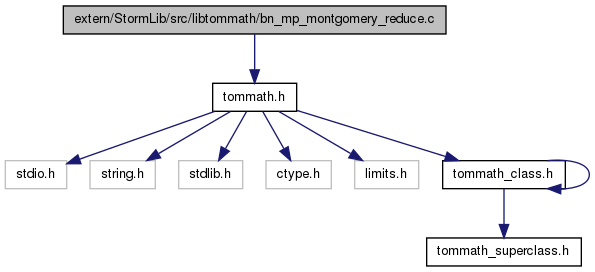 extern/StormLib/src/libtommath/bn_mp_montgomery_reduce.c
tommath.h
stdio.h
string.h
stdlib.h
ctype.h
limits.h
tommath_class.h
tommath_superclass.h